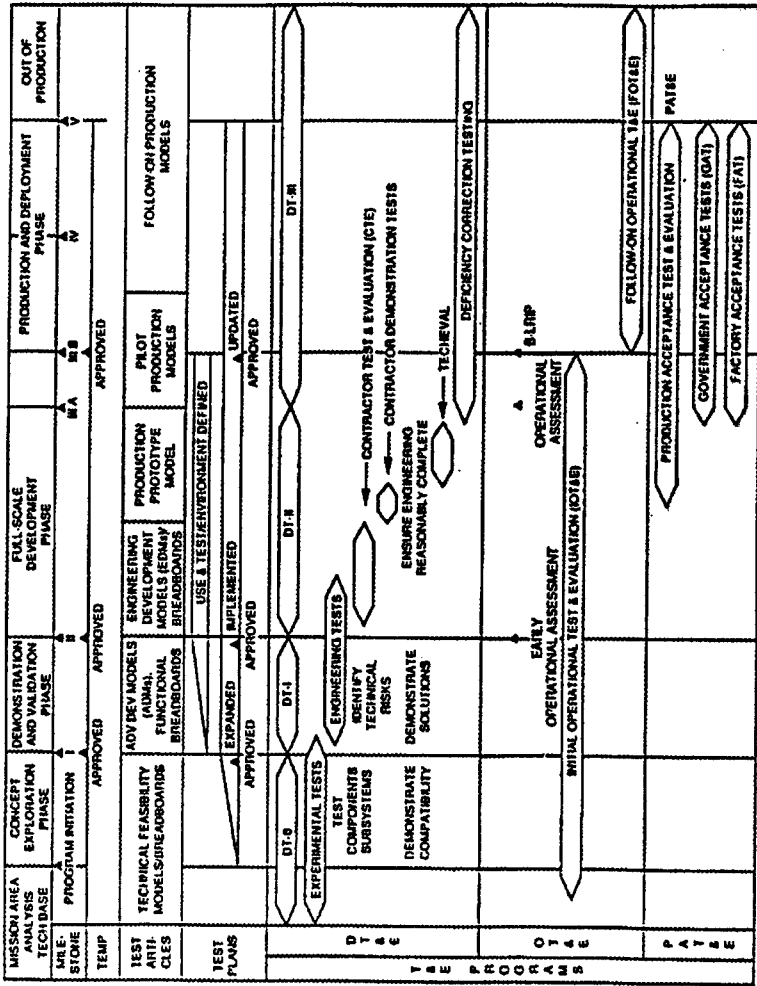 MISSION AREA
ANALYSIS
TECH BASE
CONCEPT
EXPLORATION
PHASE
DEMONSTRATION
AND VALIDATION
PHASE
FULL-SCALE
DEVELOPMENT
PHASE
PRODUCTION AND DEPLOYMENT
PHASE
OUT OF
PRODUCTION
MILE-
STONE
PROGRAM INITIATION
I
II
III A
III B
IV
V
TEMP
APPROVED
APPROVED
APPROVED
TEST
ARTI-
CLES
TECHNICAL FEASIBILITY
MODELS/BREADBOARDS
ADV DEV MODELS
(ADMs),
FUNCTIONAL
BREADBOARDS
ENGINEERING
DEVELOPMENT
MODELS (EDMs)/
BREADBOARDS
PRODUCTION
PROTOTYPE
MODEL
PILOT
PRODUCTION
MODELS
FOLLOW-ON PRODUCTION
MODELS
TEST
PLANS
USE & TEST/ENVIRONMENT DEFINED
EXPANDED
IMPLEMENTED
UPDATED
APPROVED
APPROVED
APPROVED
T & E PROGRAMS
D T & E
DT-0
DT-I
DT-II
DT-III
EXPERIMENTAL TESTS
ENGINEERING TESTS
TEST
COMPONENTS
SUBSYSTEMS
IDENTIFY
TECHNICAL
RISKS
CONTRACTOR TEST & EVALUATION (CTE)
CONTRACTOR DEMONSTRATION TESTS
DEMONSTRATE
COMPATIBILITY
DEMONSTRATE
SOLUTIONS
ENSURE ENGINEERING
REASONABLY COMPLETE
TECHEVAL
DEFICIENCY CORRECTION TESTING
O T & E
EARLY
OPERATIONAL ASSESSMENT
OPERATIONAL
ASSESSMENT
B-LRIP
INITIAL OPERATIONAL TEST & EVALUATION (IOT&E)
FOLLOW-ON OPERATIONAL T&E (FOT&E)
P A T & E
PRODUCTION ACCEPTANCE TEST & EVALUATION
PAT&E
GOVERNMENT ACCEPTANCE TESTS (GAT)
FACTORY ACCEPTANCE TESTS (FAT)